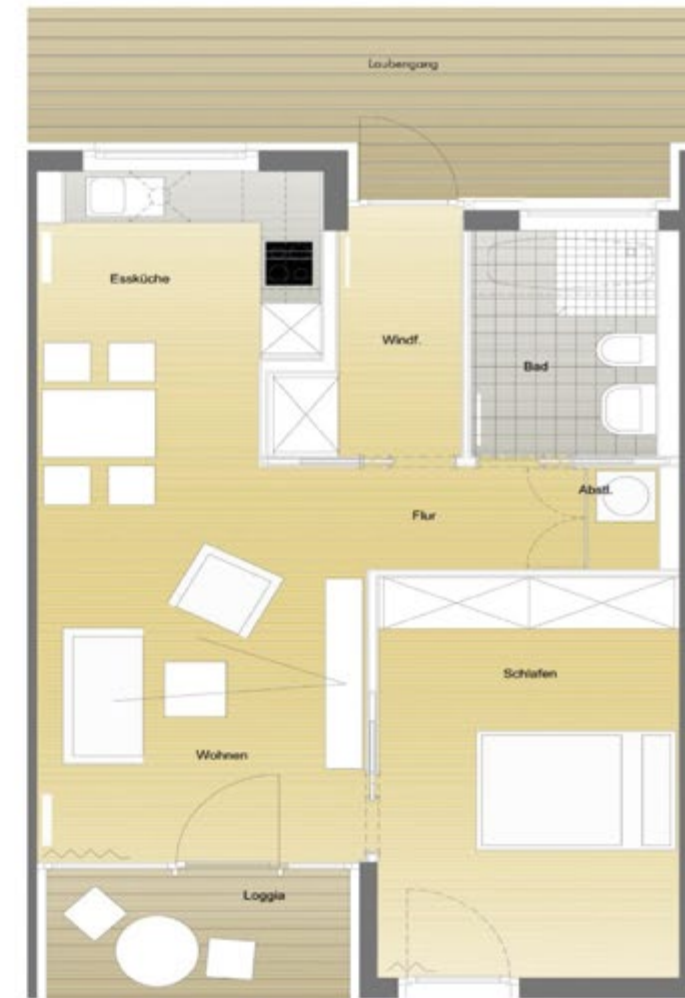 Laubengang
Essküche
Windf.
Bad
Abstl.
Flur
Schlafen
Wohnen
Loggia